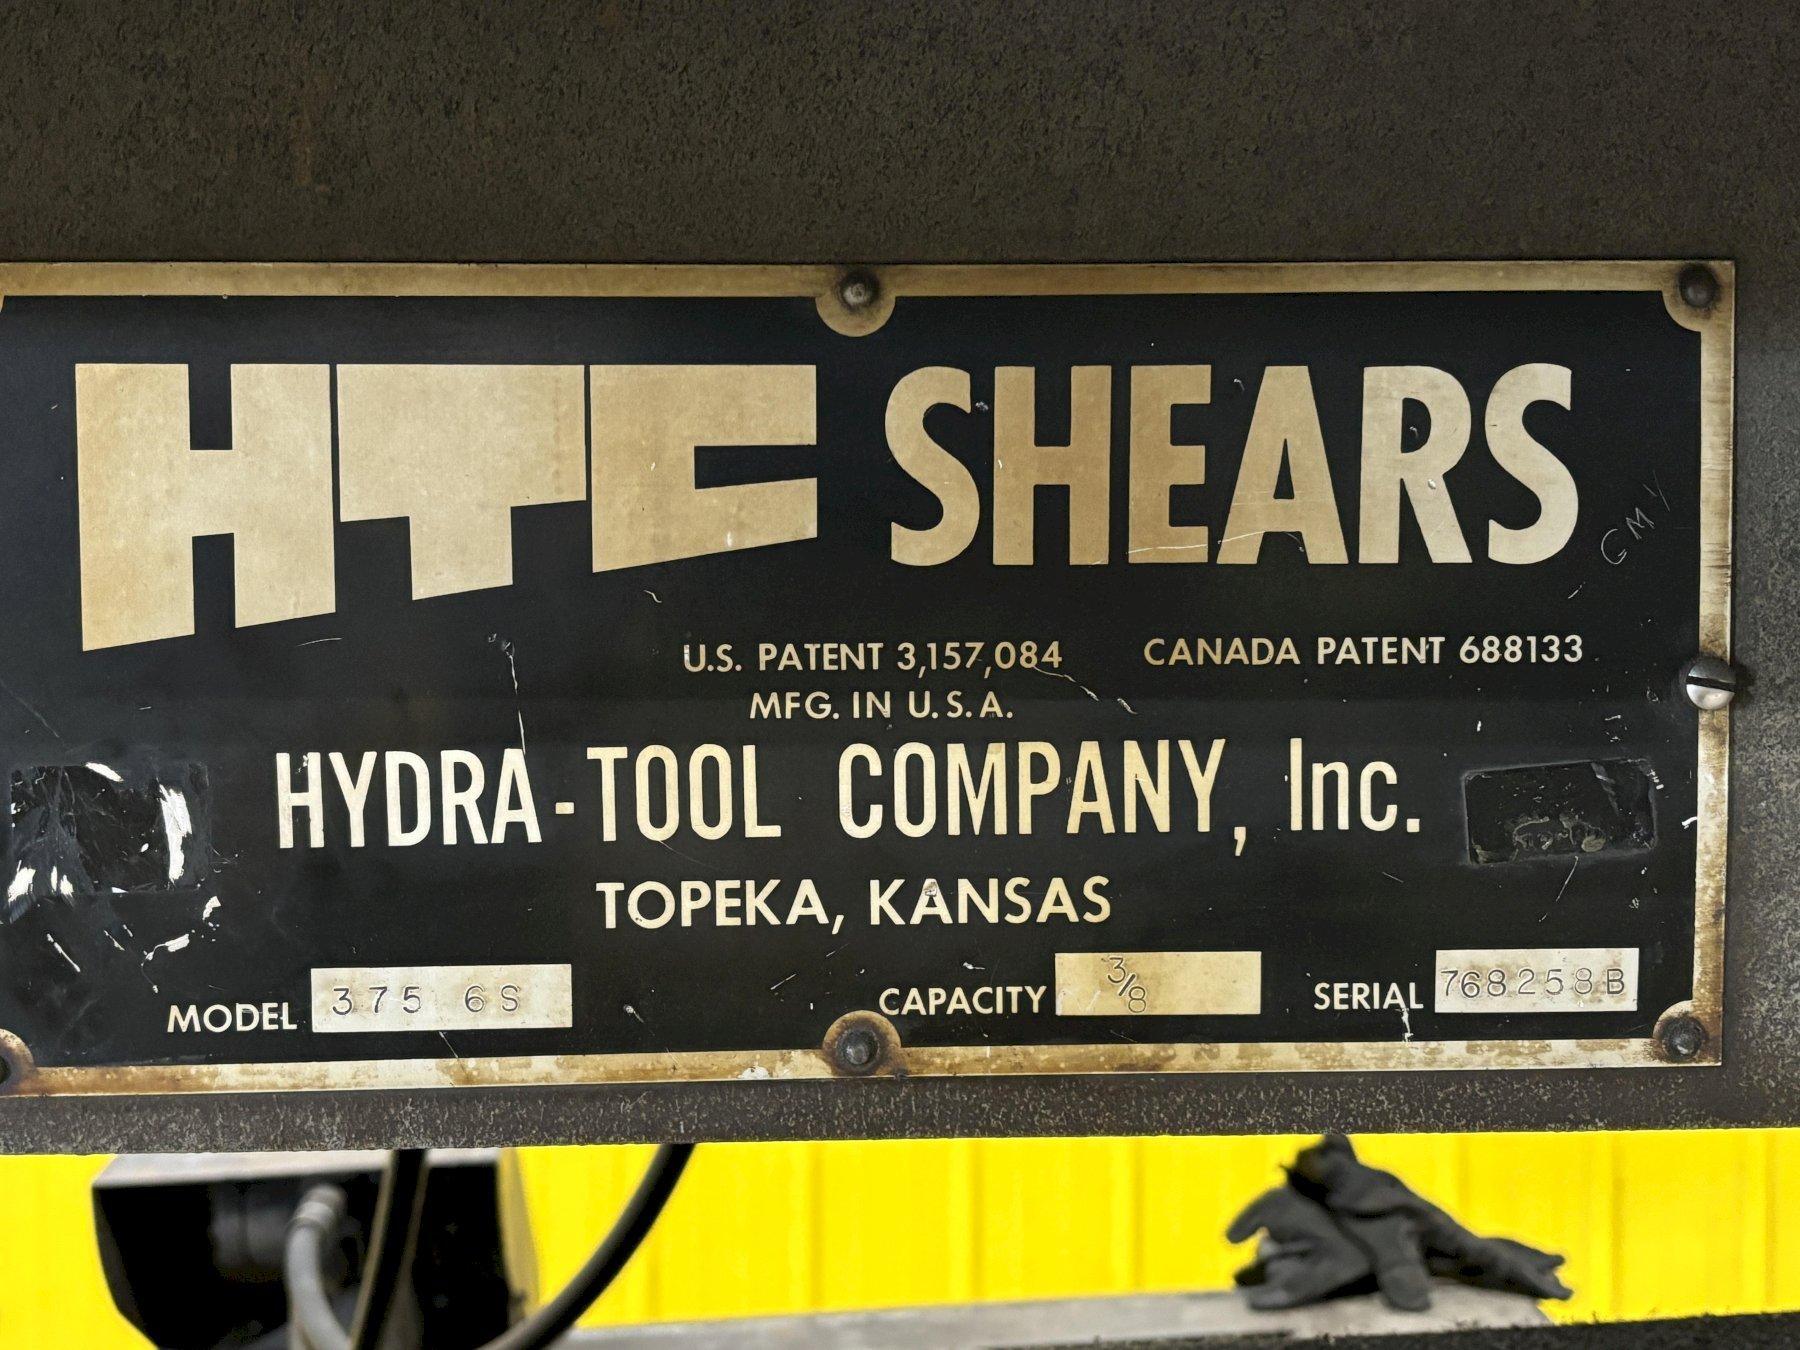 HTC SHEARS
U.S. PATENT 3,157,084 CANADA PATENT 688133
MFG. IN U.S.A.
HYDRA-TOOL COMPANY, Inc.
TOPEKA, KANSAS
MODEL 375 6S CAPACITY 3/8 SERIAL 768258B